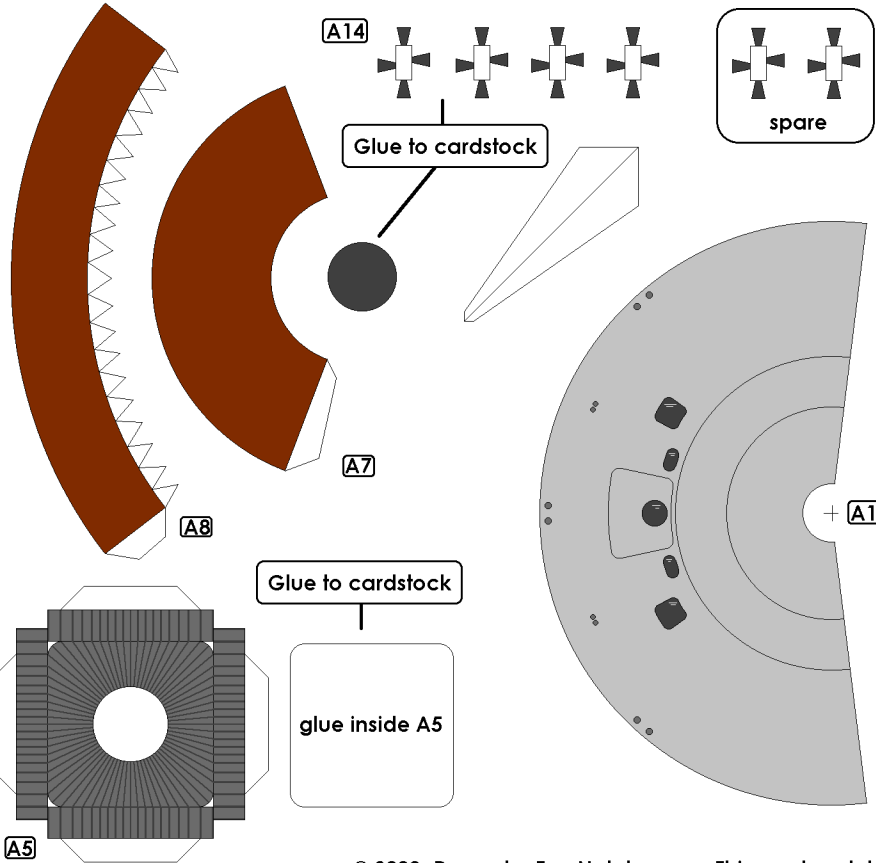 A14
spare
Glue to cardstock
A7
A8
A1
Glue to cardstock
glue inside A5
A5